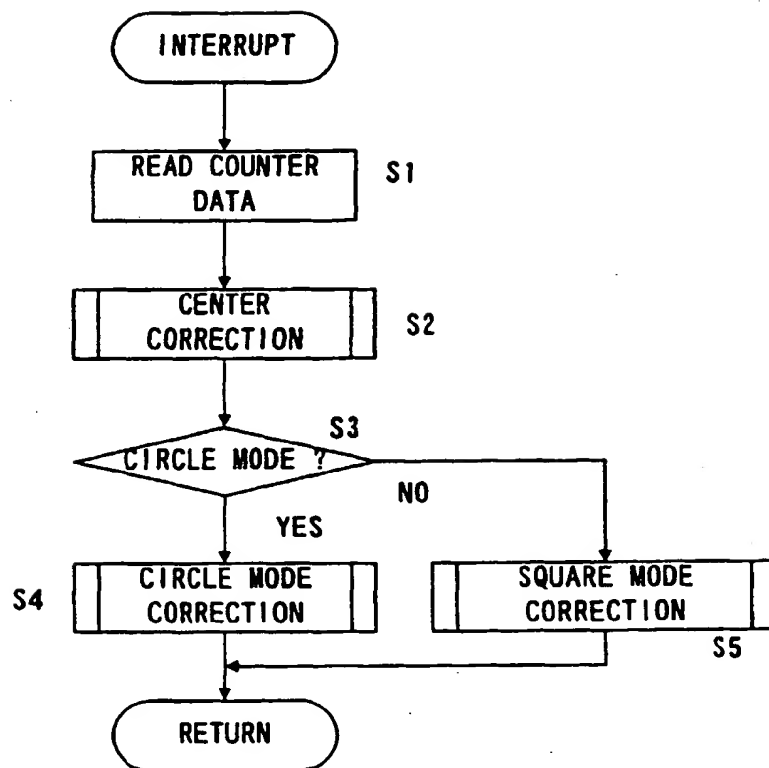 INTERRUPT
READ COUNTER
DATA
S1
CENTER
CORRECTION
S2
S3
CIRCLE MODE ?
NO
YES
S4
CIRCLE MODE
CORRECTION
SQUARE MODE
CORRECTION
S5
RETURN